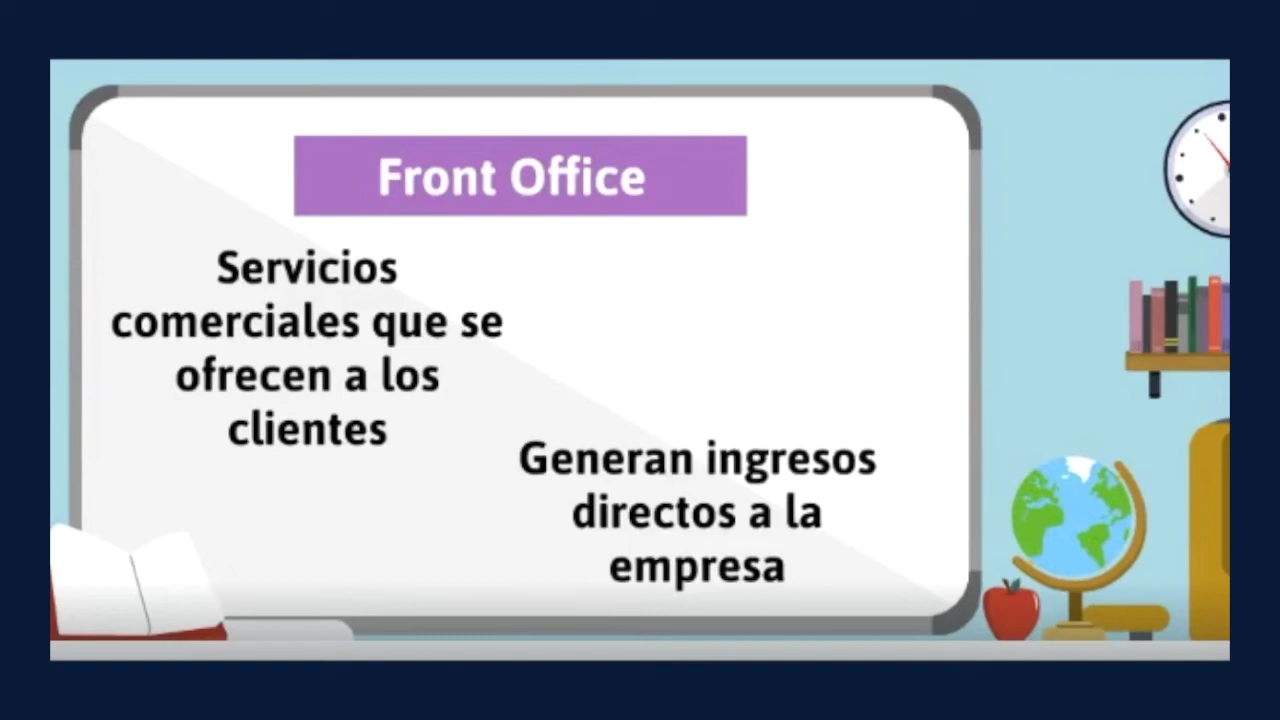 Front Office
Servicios
comerciales que se
ofrecen a los
clientes
Generan ingresos
directos a la
empresa